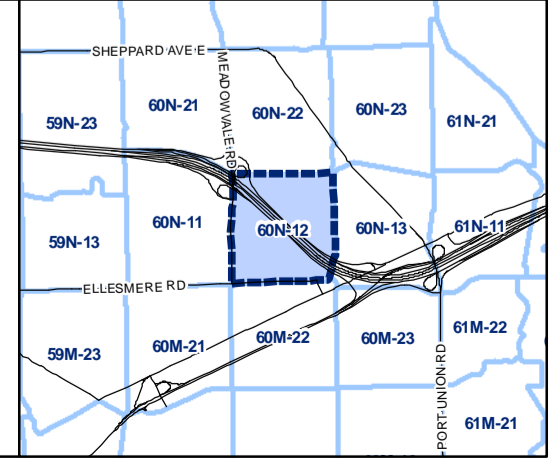 SHEPPARD AVE E
MEADOWVALE RD
59N-23
60N-21
60N-22
60N-23
61N-21
59N-13
60N-11
60N-12
60N-13
61N-11
ELLESMERE RD
59M-23
60M-21
60M-22
60M-23
61M-22
PORT UNION RD
61M-21